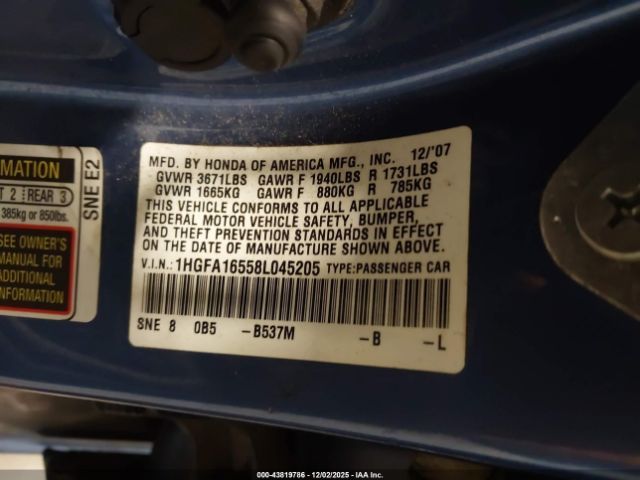 MATION
T 2 REAR 3
385kg or 850lbs.
SEE OWNER'S
MANUAL FOR
ADDITIONAL
INFORMATION
SNE E2
MFD. BY HONDA OF AMERICA MFG., INC. 12/'07
GVWR 3671LBS GAWR F 1940LBS R 1731LBS
GVWR 1665KG GAWR F 880KG R 785KG
THIS VEHICLE CONFORMS TO ALL APPLICABLE
FEDERAL MOTOR VEHICLE SAFETY, BUMPER,
AND THEFT PREVENTION STANDARDS IN EFFECT
ON THE DATE OF MANUFACTURE SHOWN ABOVE.
V.I.N.: 1HGFA16558L045205 TYPE:PASSENGER CAR
SNE 8 0B5 -B537M -B -L
000-43819786 - 12/02/2025 - IAA Inc.